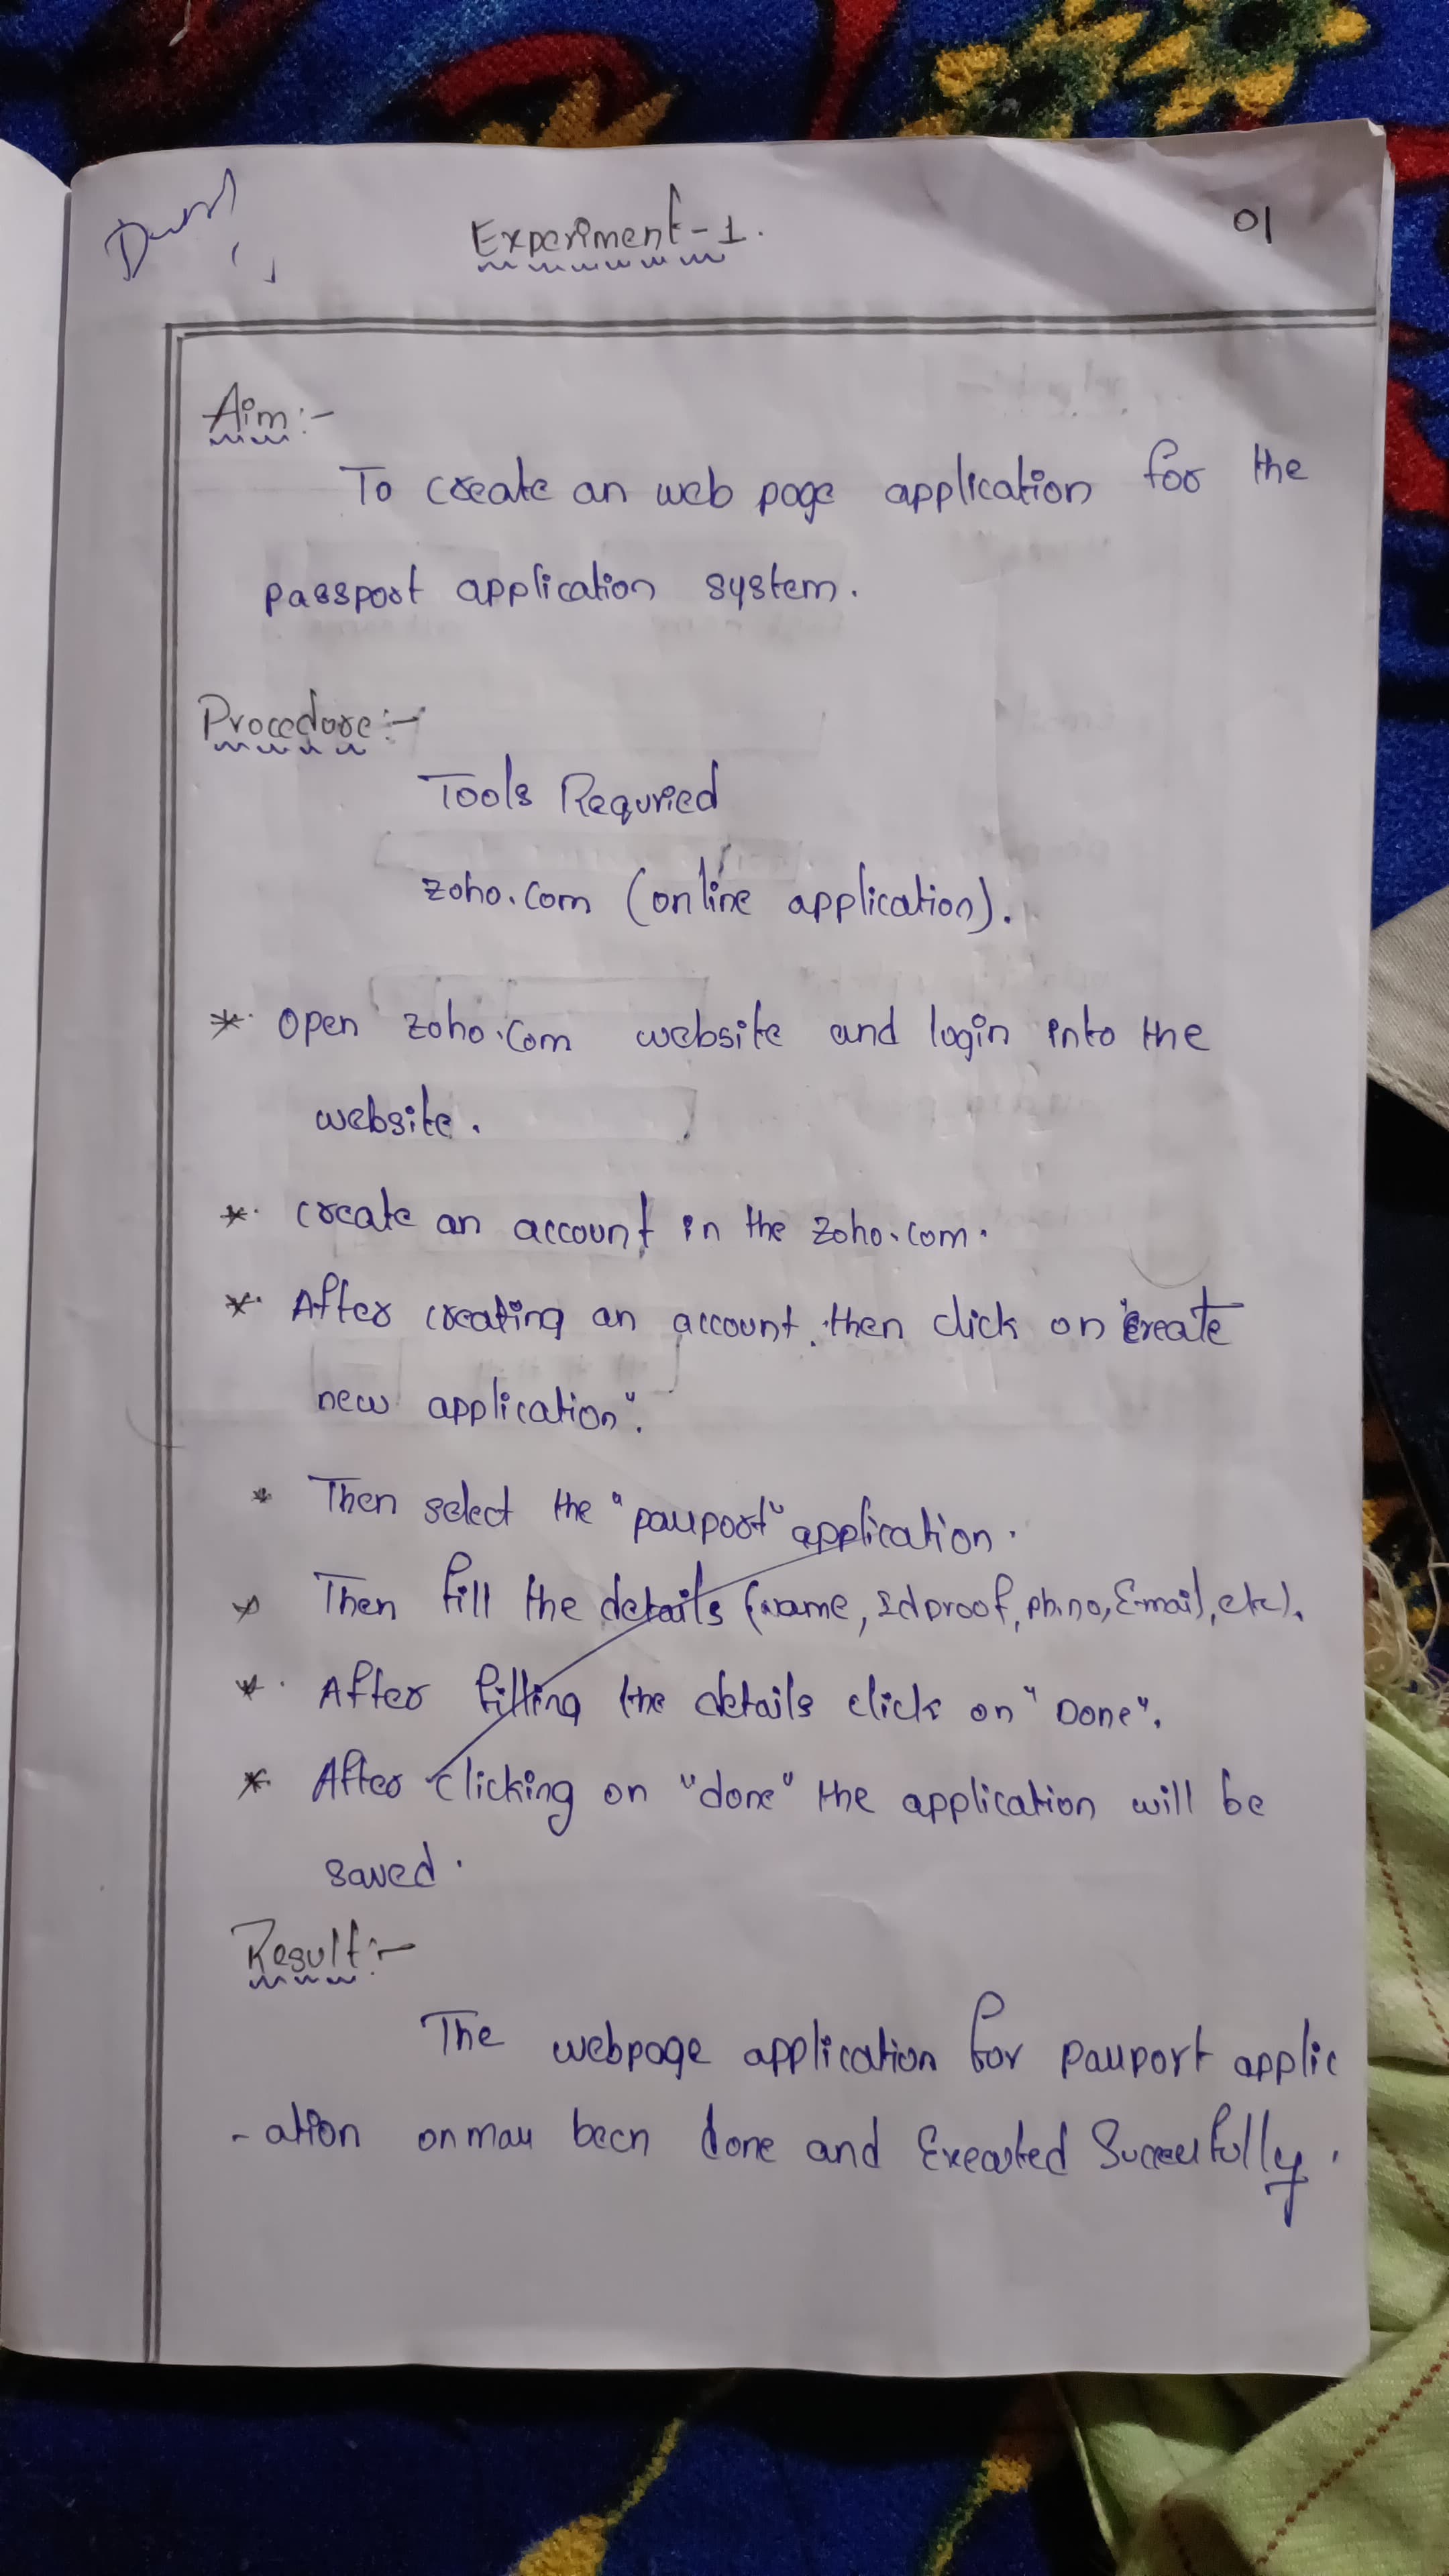 Experiment-1.
01
Aim:-
To create an web page application for the
passport application system.
Procedure:-
Tools Requried
zoho.com (online application).
* Open zoho.com website and login into the
website.
* create an account in the zoho.com.
* After creating an account, then click on "create
new application".
* Then select the "passport" application.
* Then fill the details (name, Idproof, ph.no, E-mail, etc).
* After filling the details click on "Done".
* After clicking on "done" the application will be
saved.
Result:-
The webpage application for passport applic
-ation been done and Executed Successfully.